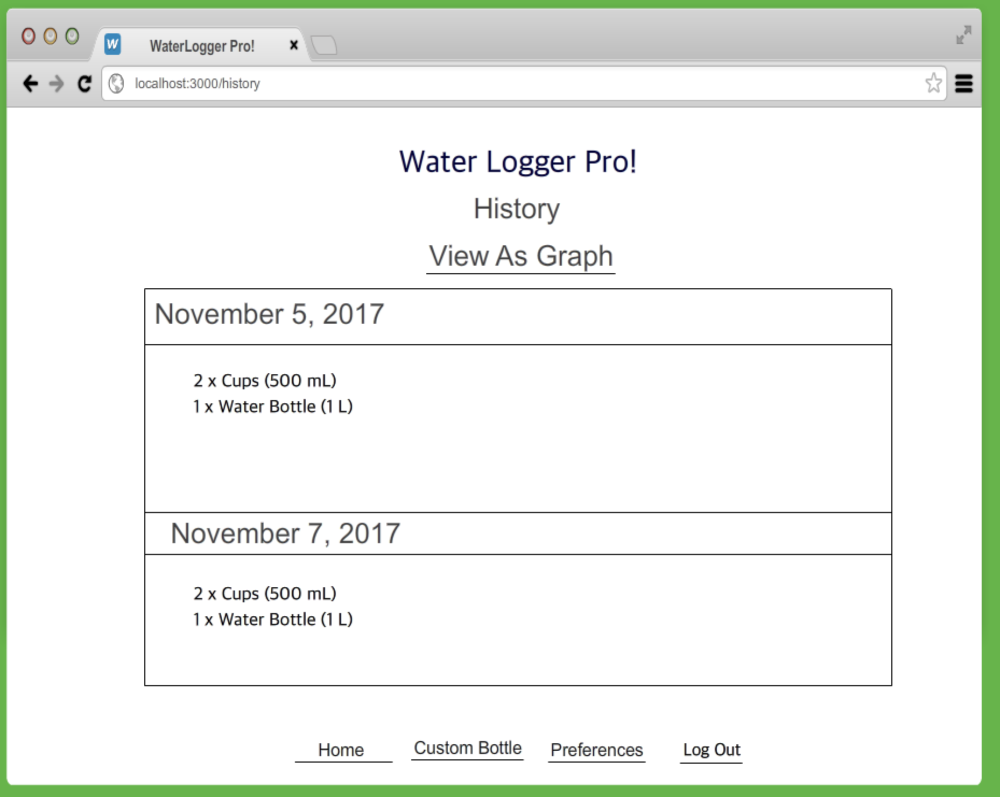 W WaterLogger Pro!
localhost:3000/history
Water Logger Pro!
History
View As Graph
November 5, 2017
2 x Cups (500 mL)
1 x Water Bottle (1 L)
November 7, 2017
2 x Cups (500 mL)
1 x Water Bottle (1 L)
Home Custom Bottle Preferences Log Out